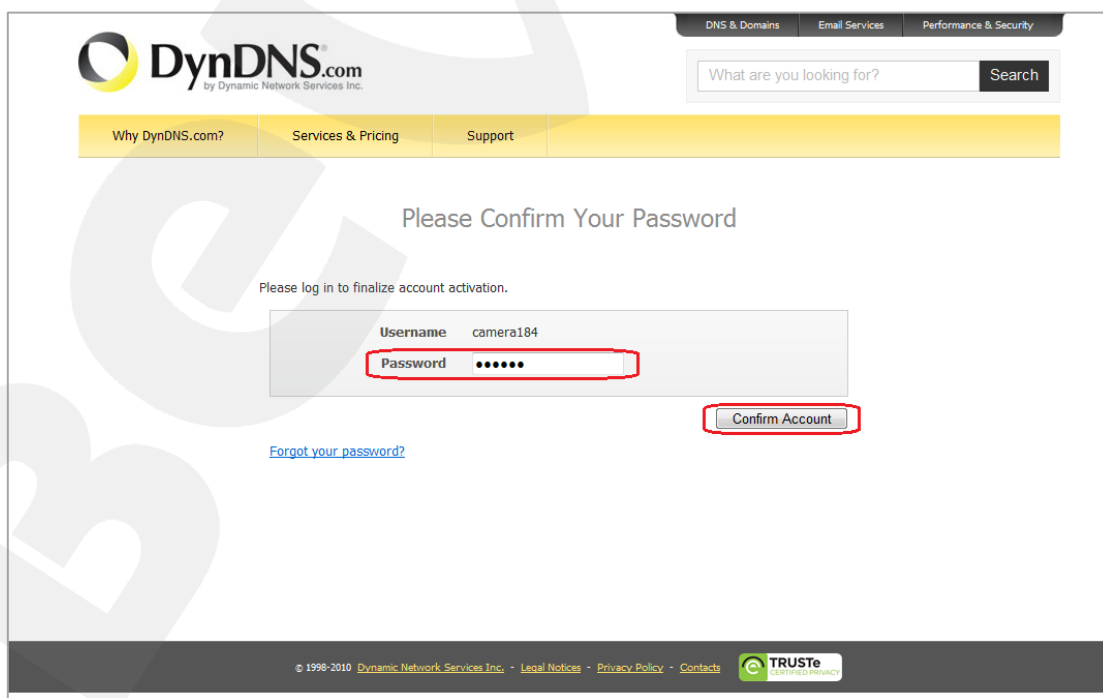 DNS & Domains Email Services Performance & Security
DynDNS.com
by Dynamic Network Services Inc.
What are you looking for? Search
Why DynDNS.com? Services & Pricing Support
Please Confirm Your Password
Please log in to finalize account activation.
Username camera184
Password ••••••
Confirm Account
Forgot your password?
© 1998-2010 Dynamic Network Services Inc. - Legal Notices - Privacy Policy - Contacts
TRUSTe
CERTIFIED PRIVACY